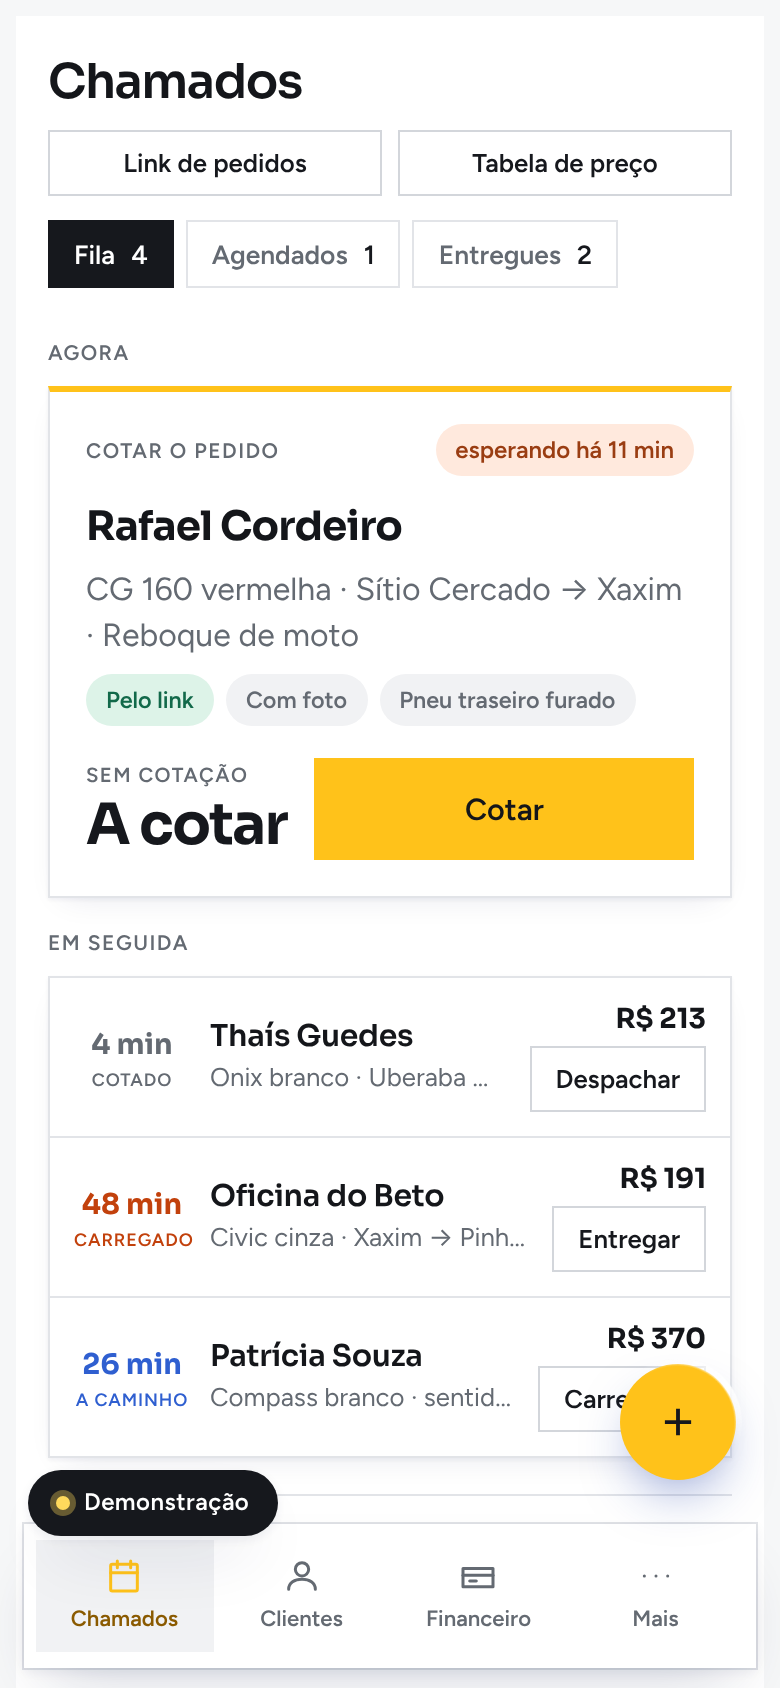 Chamados
Link de pedidos
Tabela de preço
Fila 4
Agendados 1
Entregues 2
AGORA
COTAR O PEDIDO
esperando há 11 min
Rafael Cordeiro
CG 160 vermelha · Sítio Cercado → Xaxim
· Reboque de moto
Pelo link
Com foto
Pneu traseiro furado
SEM COTAÇÃO
A cotar
Cotar
EM SEGUIDA
4 min
COTADO
Thaís Guedes
Onix branco · Uberaba ...
R$ 213
Despachar
48 min
CARREGADO
Oficina do Beto
Civic cinza · Xaxim → Pinh...
R$ 191
Entregar
26 min
A CAMINHO
Patrícia Souza
Compass branco · sentid...
R$ 370
Carre
+
Demonstração
Chamados
Clientes
Financeiro
Mais